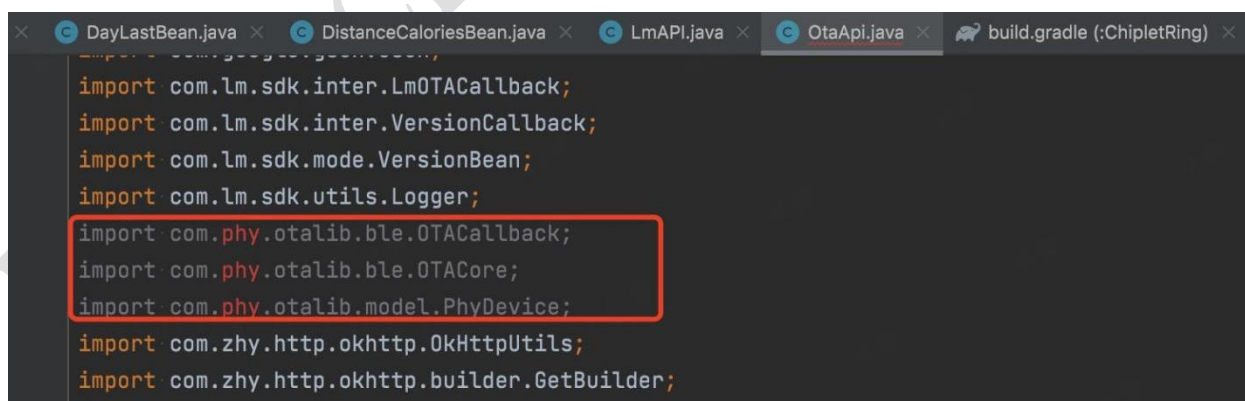 DayLastBean.java DistanceCaloriesBean.java LmAPI.java OtaApi.java build.gradle (:ChipletRing)
import com.lm.sdk.inter.LmOTACallback;
import com.lm.sdk.inter.VersionCallback;
import com.lm.sdk.mode.VersionBean;
import com.lm.sdk.utils.Logger;
import com.phy.otalib.ble.OTACallback;
import com.phy.otalib.ble.OTACore;
import com.phy.otalib.model.PhyDevice;
import com.zhy.http.okhttp.OkHttpUtils;
import com.zhy.http.okhttp.builder.GetBuilder;